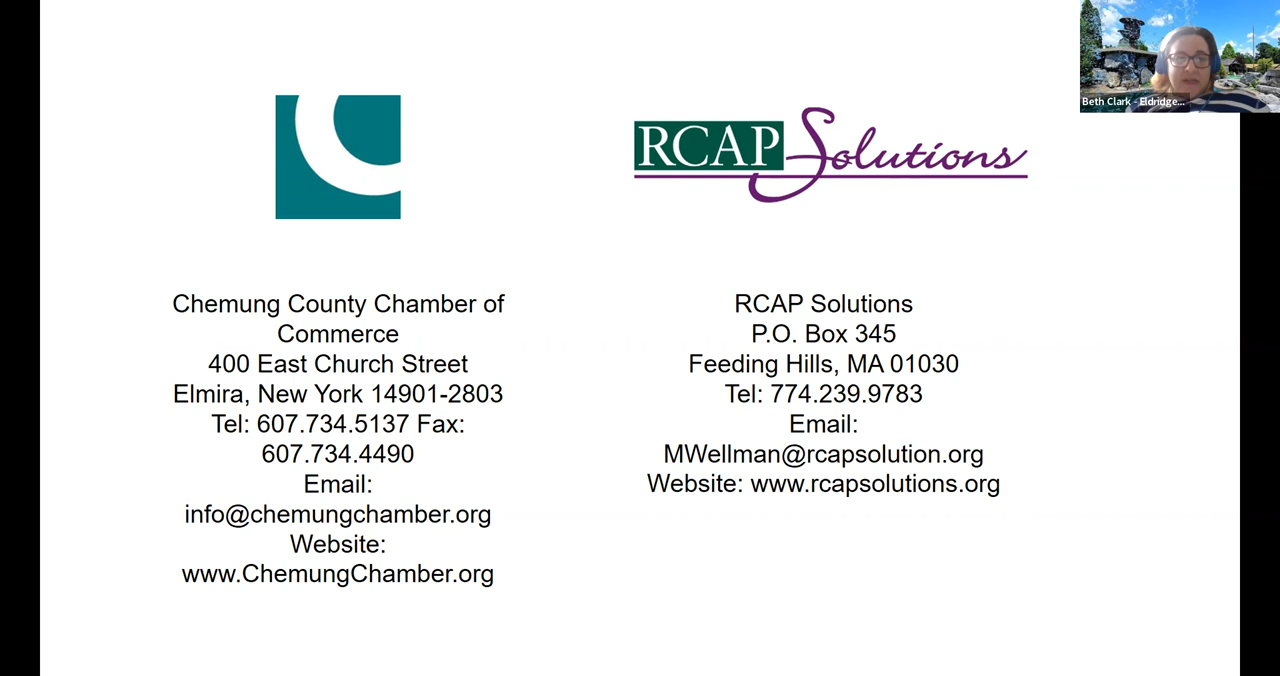 RCAP Solutions
Beth Clark - Eldridge...
Chemung County Chamber of
Commerce
400 East Church Street
Elmira, New York 14901-2803
Tel: 607.734.5137 Fax:
607.734.4490
Email:
info@chemungchamber.org
Website:
www.ChemungChamber.org
RCAP Solutions
P.O. Box 345
Feeding Hills, MA 01030
Tel: 774.239.9783
Email:
MWellman@rcapsolution.org
Website: www.rcapsolutions.org